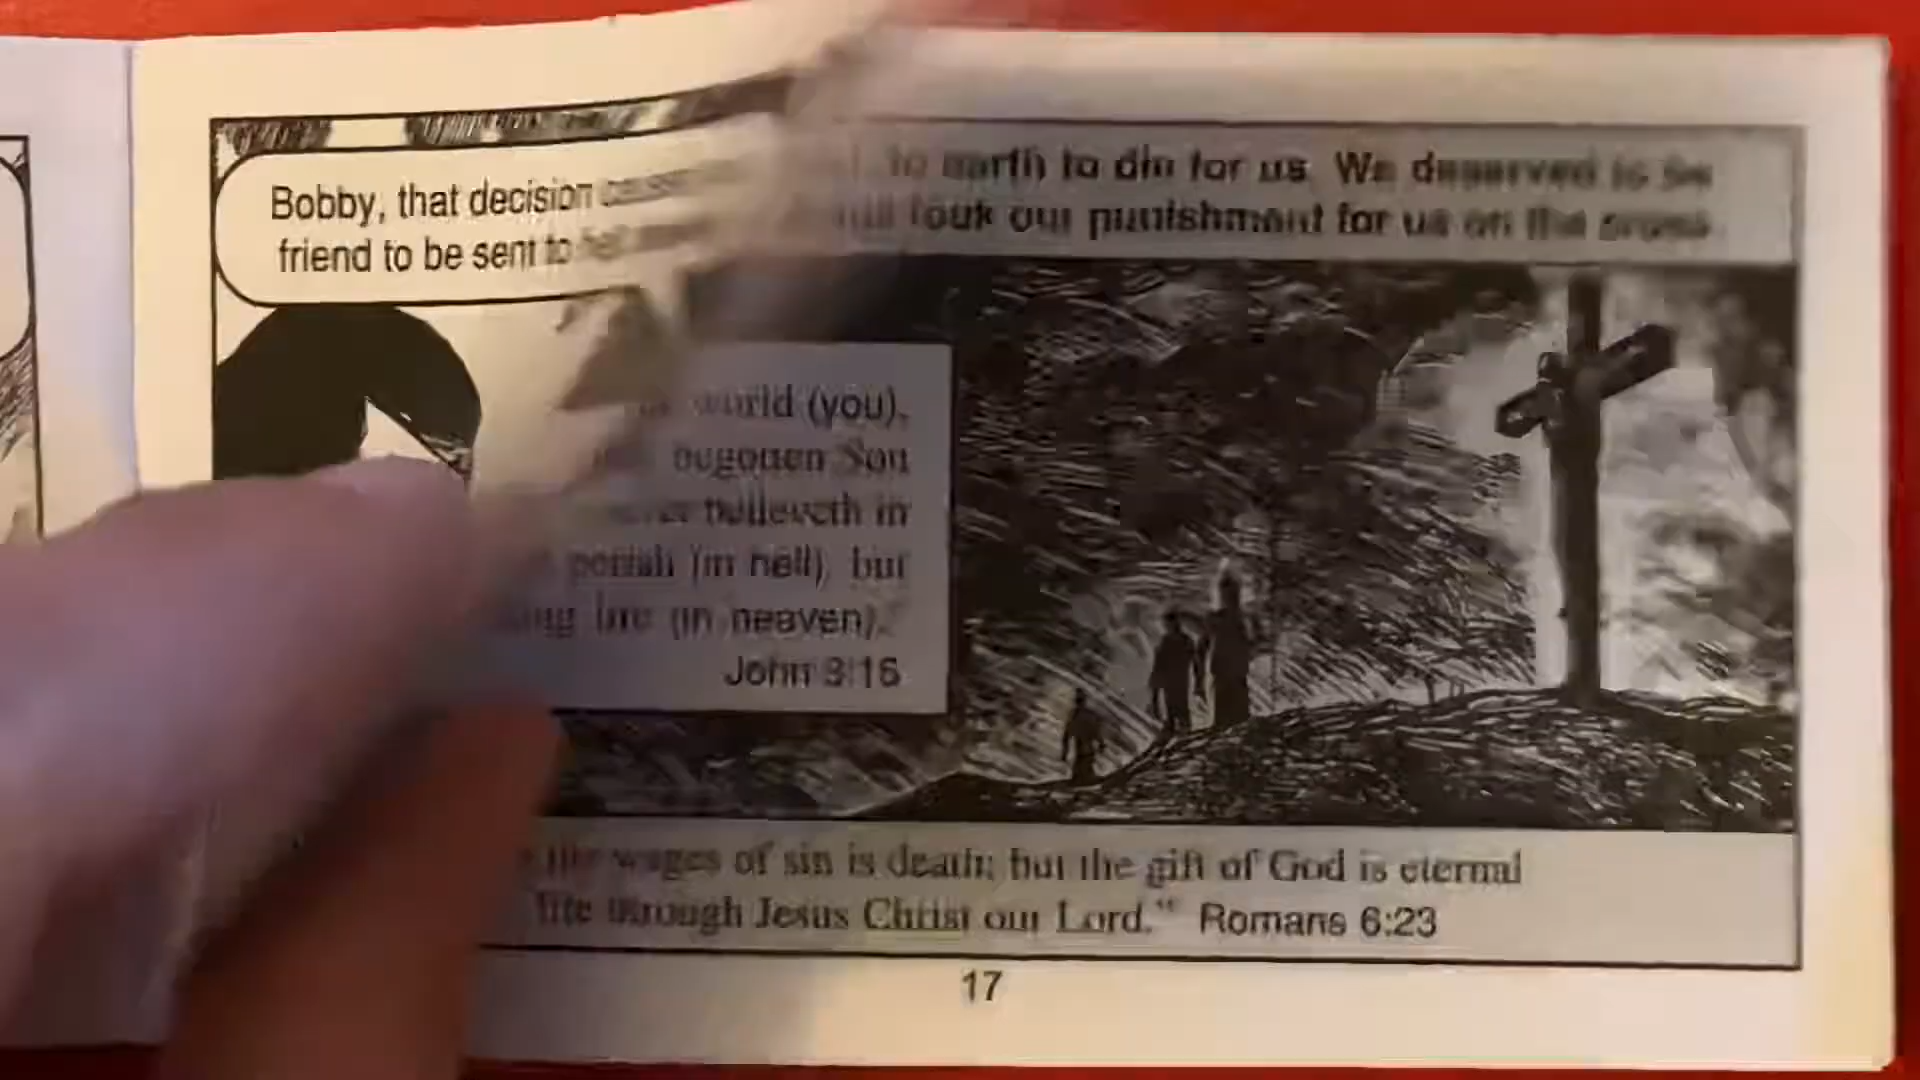 Bobby, that decision
friend to be sent to
to earth to die for us. We deserved to be
took our punishment for us on the cross.
world (you),
begotten Son
believeth in
perish (in hell), but
life (in heaven)."
John 3:16
the wages of sin is death; but the gift of God is eternal
life through Jesus Christ our Lord." Romans 6:23
17